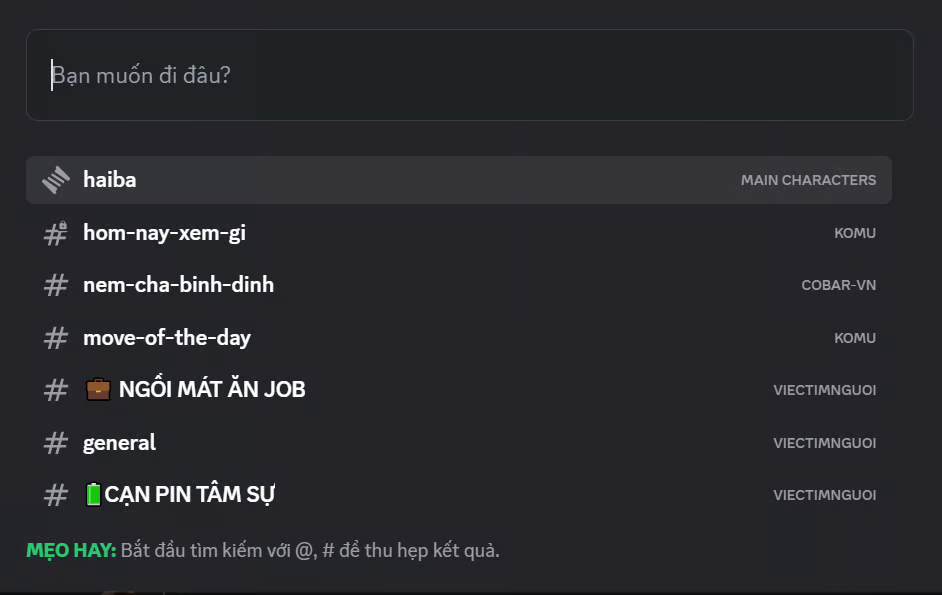 Bạn muốn đi đâu?
haiba MAIN CHARACTERS
hom-nay-xem-gi KOMU
nem-cha-binh-dinh COBAR-VN
move-of-the-day KOMU
💼 NGỒI MÁT ĂN JOB VIECTIMNGUOI
general VIECTIMNGUOI
🔋CẠN PIN TÂM SỰ VIECTIMNGUOI
MẸO HAY: Bắt đầu tìm kiếm với @, # để thu hẹp kết quả.